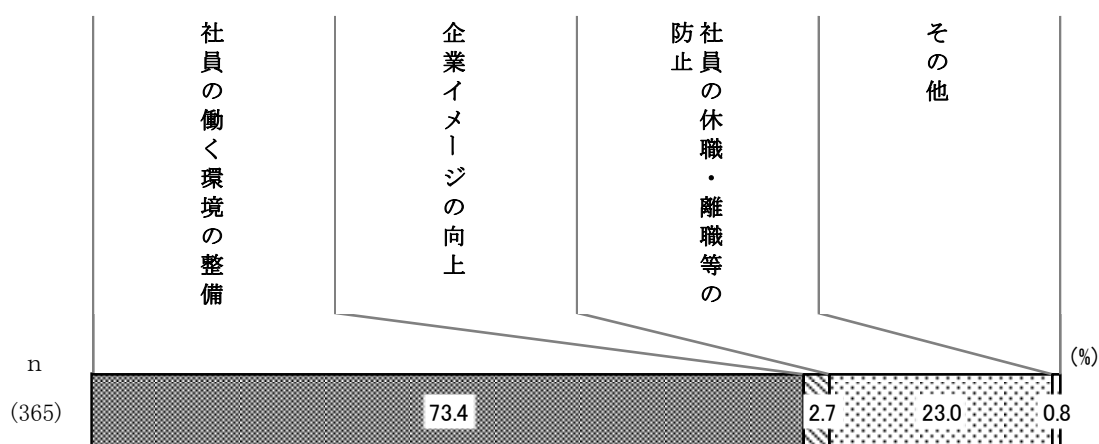 社員の働く環境の整備
企業イメージの向上
社員の休職・離職等の
防止
その他
(%)
n
(365)
73.4
2.7
23.0
0.8